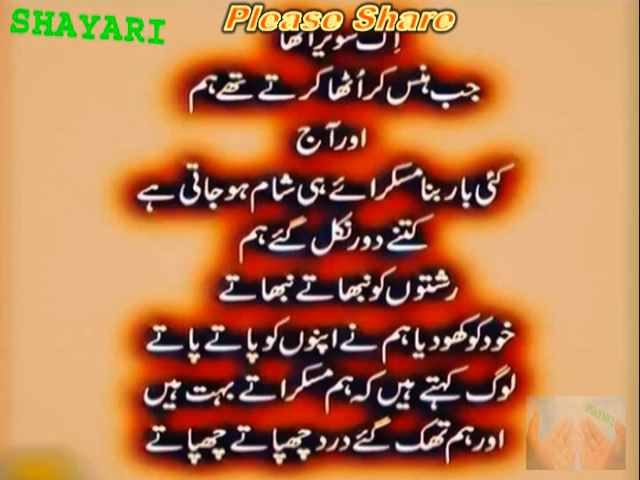 SHAYARI
Please Share
اِک سویرا تھا
جب ہنس کر اُٹھا کرتے تھے ہم
اور آج
کئی بار بنا مسکرائے ہی شام ہو جاتی ہے
کتنے دور نکل گئے ہم
رشتوں کو نبھاتے نبھاتے
خود کو کھو دیا ہم نے اپنوں کو پاتے پاتے
لوگ کہتے ہیں کہ ہم مسکراتے بہت ہیں
اور ہم تھک گئے درد چھپاتے چھپاتے
SHAYARI